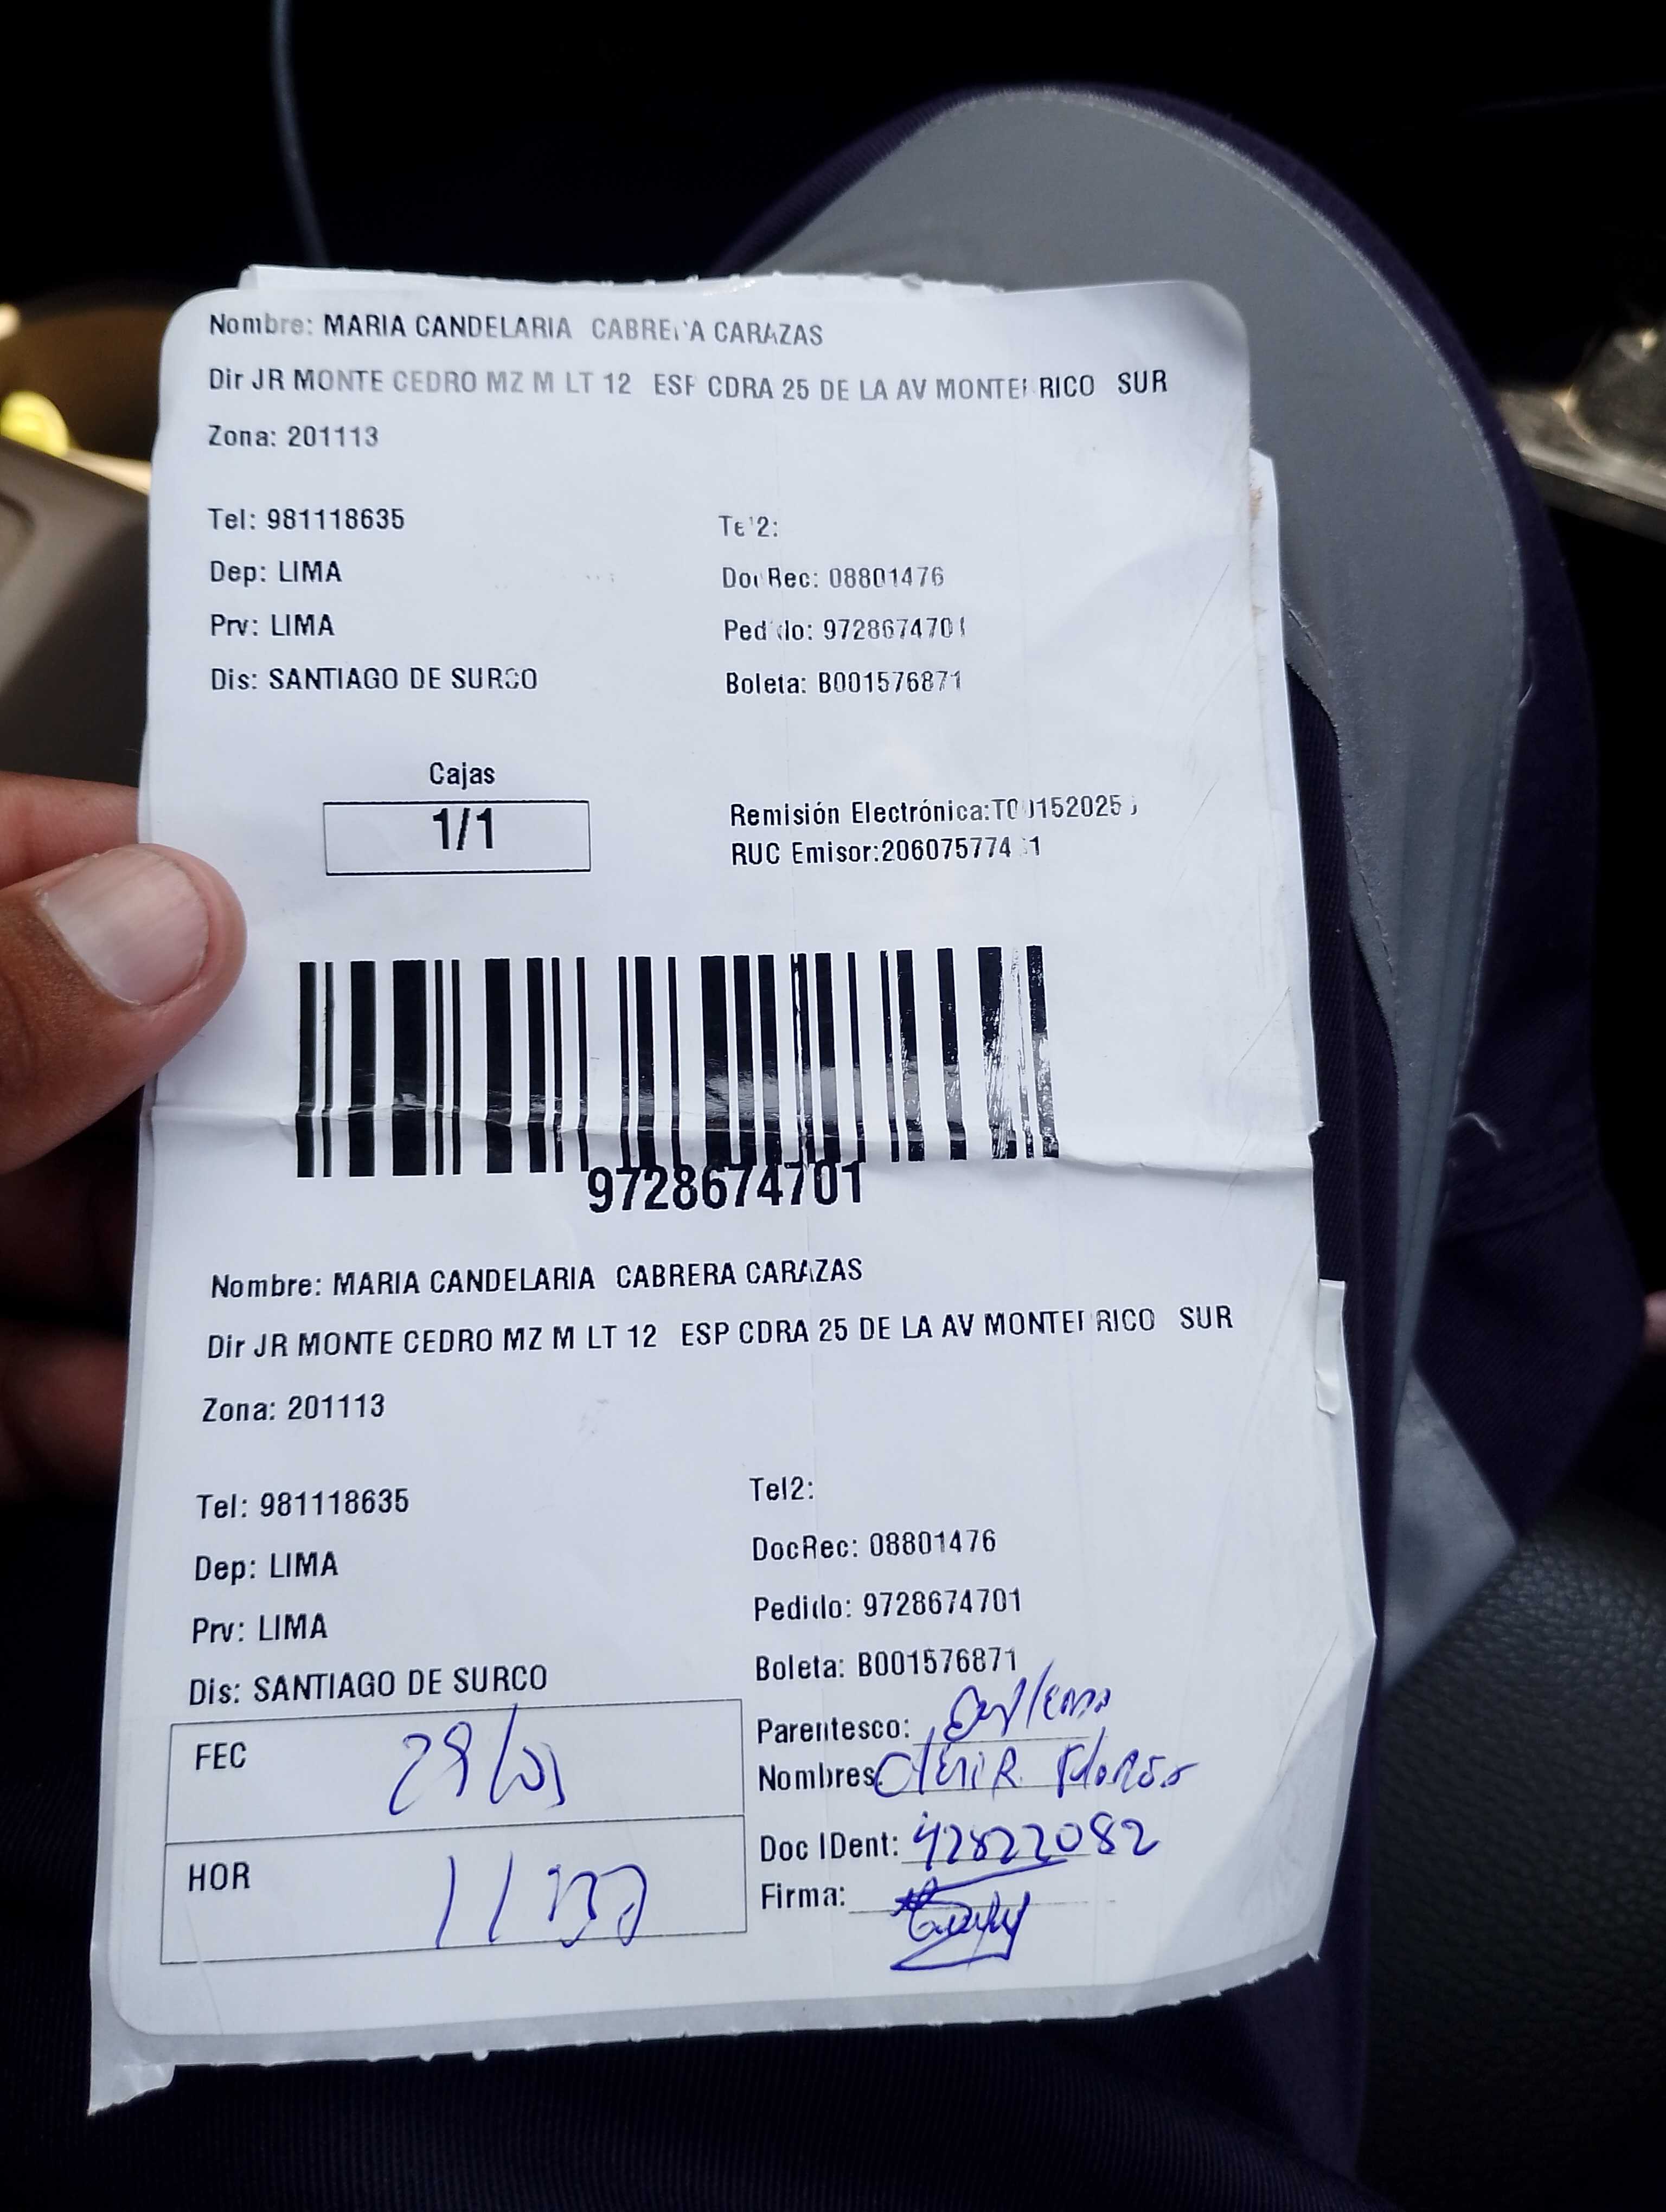 Nombre: MARIA CANDELARIA CABRERA CARAZAS
Dir JR MONTE CEDRO MZ M LT 12 ESP CDRA 25 DE LA AV MONTERRICO SUR
Zona: 201113
Tel: 981118635 Tel2:
Dep: LIMA DocRec: 08801476
Prv: LIMA Pedido: 9728674701
Dis: SANTIAGO DE SURCO Boleta: B001576871
Cajas
1/1
Remisión Electrónica:
RUC Emisor:
9728674701
Nombre: MARIA CANDELARIA CABRERA CARAZAS
Dir JR MONTE CEDRO MZ M LT 12 ESP CDRA 25 DE LA AV MONTERRICO SUR
Zona: 201113
Tel: 981118635 Tel2:
Dep: LIMA DocRec: 08801476
Prv: LIMA Pedido: 9728674701
Dis: SANTIAGO DE SURCO Boleta: B001576871
FEC Parentesco:
Nombres:
HOR Doc IDent: 42822082
Firma: